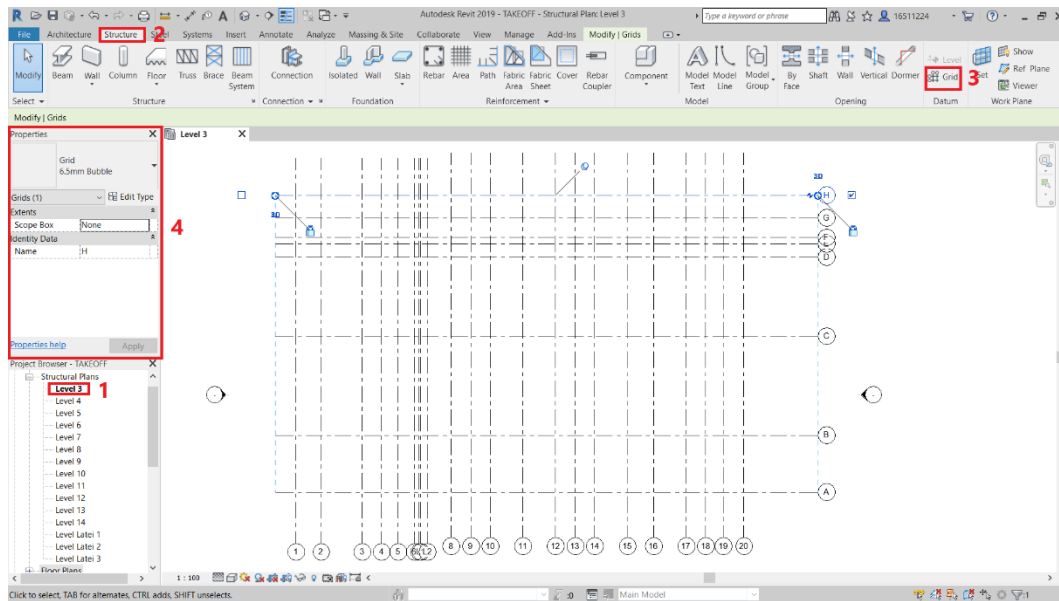 Autodesk Revit 2019 - TAKEOFF - Structural Plan: Level 3
Type a keyword or phrase
16511224
File Architecture Structure 2 Systems Insert Annotate Analyze Massing & Site Collaborate View Manage Add-Ins Modify | Grids
Modify Beam Wall Column Floor Truss Brace Beam System Connection Isolated Wall Slab Rebar Area Path Fabric Area Fabric Sheet Cover Rebar Coupler Component Model Text Model Line Model Group By Face Shaft Wall Vertical Dormer Level Grid 3 Set Show Ref Plane Viewer
Select Structure Connection Foundation Reinforcement Model Opening Datum Work Plane
Modify | Grids
Properties X
Level 3 X
Grid
6.5mm Bubble
Grids (1) Edit Type
Extents
Scope Box None
Identity Data
Name H
4
Properties help Apply
Project Browser - TAKEOFF X
Structural Plans
Level 3 1
Level 4
Level 5
Level 6
Level 7
Level 8
Level 9
Level 10
Level 11
Level 12
Level 13
Level 14
Level Latei 1
Level Latei 2
Level Latei 3
Floor Plans
3D
3D
H
G
F
D
C
B
A
1 2 3 4 5 8 9 10 11 12 13 14 15 16 17 18 19 20
1 : 100
Click to select, TAB for alternates, CTRL adds, SHIFT unselects.
:0
Main Model
:1